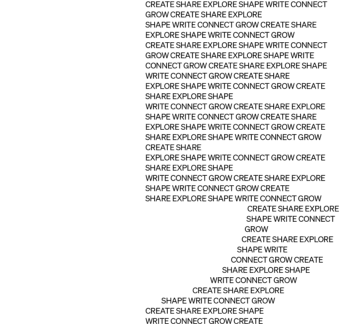 CREATE SHARE EXPLORE SHAPE WRITE CONNECT
GROW CREATE SHARE EXPLORE
SHAPE WRITE CONNECT GROW CREATE SHARE
EXPLORE SHAPE WRITE CONNECT GROW
CREATE SHARE EXPLORE SHAPE WRITE CONNECT
GROW CREATE SHARE EXPLORE SHAPE WRITE
CONNECT GROW CREATE SHARE EXPLORE SHAPE
WRITE CONNECT GROW CREATE SHARE
EXPLORE SHAPE WRITE CONNECT GROW CREATE
SHARE EXPLORE SHAPE
WRITE CONNECT GROW CREATE SHARE EXPLORE
SHAPE WRITE CONNECT GROW CREATE SHARE
EXPLORE SHAPE WRITE CONNECT GROW CREATE
SHARE EXPLORE SHAPE WRITE CONNECT GROW
CREATE SHARE
EXPLORE SHAPE WRITE CONNECT GROW CREATE
SHARE EXPLORE SHAPE
WRITE CONNECT GROW CREATE SHARE EXPLORE
SHAPE WRITE CONNECT GROW CREATE
SHARE EXPLORE SHAPE WRITE CONNECT GROW
CREATE SHARE EXPLORE
SHAPE WRITE CONNECT
GROW
CREATE SHARE EXPLORE
SHAPE WRITE
CONNECT GROW CREATE
SHARE EXPLORE SHAPE
WRITE CONNECT GROW
CREATE SHARE EXPLORE
SHAPE WRITE CONNECT GROW
CREATE SHARE EXPLORE SHAPE
WRITE CONNECT GROW CREATE